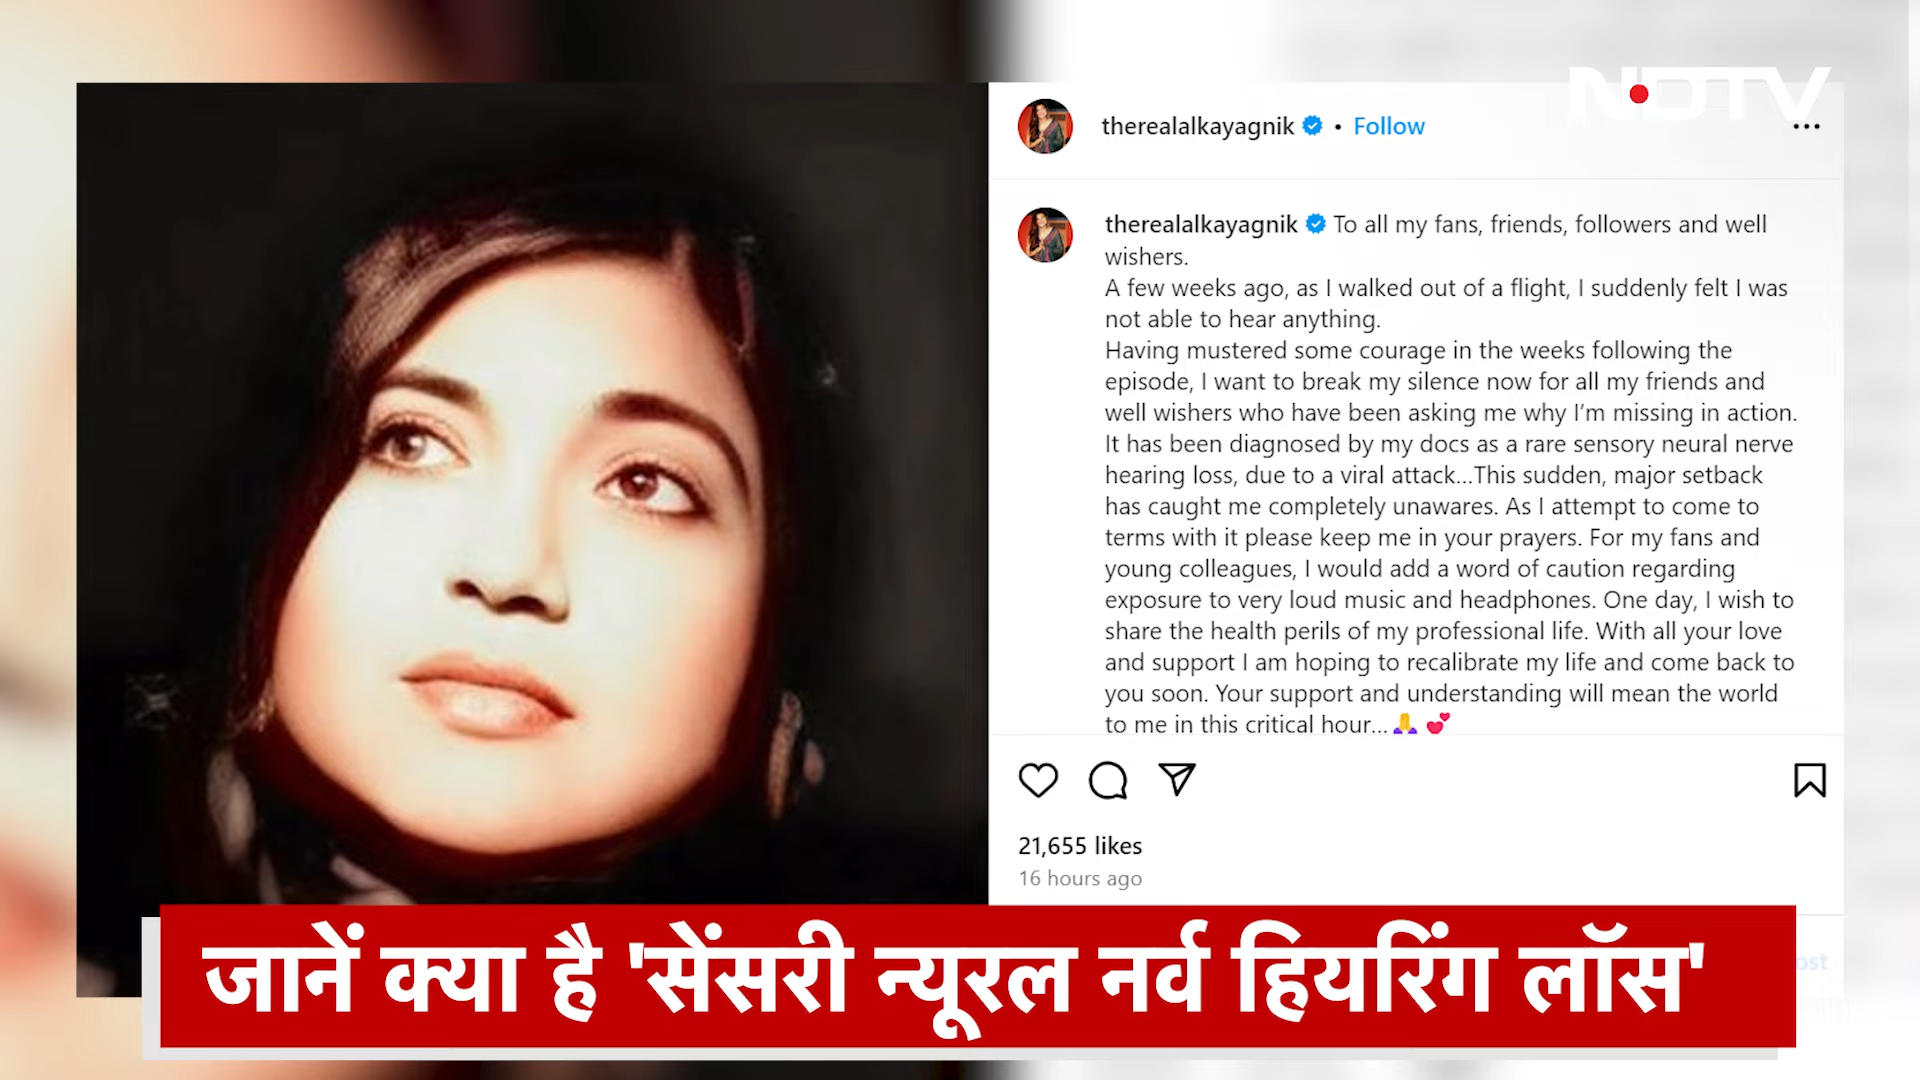 NDTV
therealalkayagnik • Follow
therealalkayagnik To all my fans, friends, followers and well
wishers.
A few weeks ago, as I walked out of a flight, I suddenly felt I was
not able to hear anything.
Having mustered some courage in the weeks following the
episode, I want to break my silence now for all my friends and
well wishers who have been asking me why I’m missing in action.
It has been diagnosed by my docs as a rare sensory neural nerve
hearing loss, due to a viral attack...This sudden, major setback
has caught me completely unawares. As I attempt to come to
terms with it please keep me in your prayers. For my fans and
young colleagues, I would add a word of caution regarding
exposure to very loud music and headphones. One day, I wish to
share the health perils of my professional life. With all your love
and support I am hoping to recalibrate my life and come back to
you soon. Your support and understanding will mean the world
to me in this critical hour...🙏 💕
21,655 likes
16 hours ago
जानें क्या है 'सेंसरी न्यूरल नर्व हियरिंग लॉस'